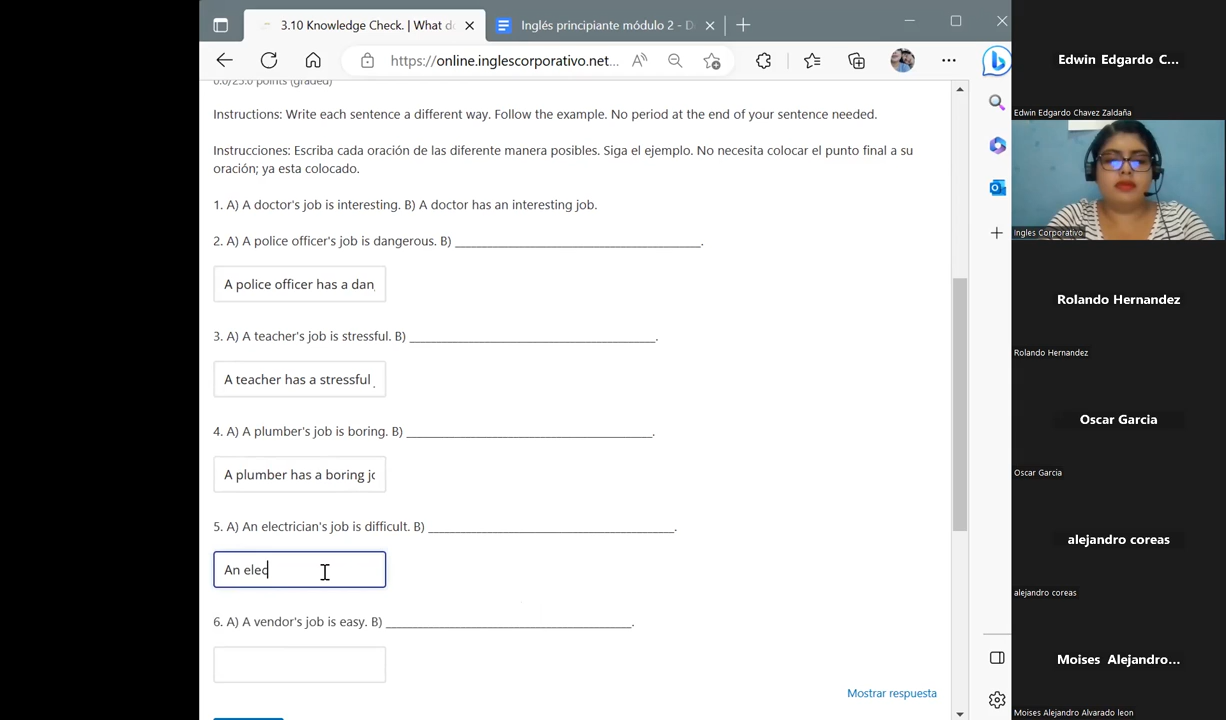 3.10 Knowledge Check. | What do
Inglés principiante módulo 2 - D
https://online.inglescorporativo.net...
0.0/25.0 points (graded)
Instructions: Write each sentence a different way. Follow the example. No period at the end of your sentence needed.
Instrucciones: Escriba cada oración de las diferente manera posibles. Siga el ejemplo. No necesita colocar el punto final a su
oración; ya esta colocado.
1. A) A doctor's job is interesting. B) A doctor has an interesting job.
2. A) A police officer's job is dangerous. B) ____________________.
A police officer has a dan
3. A) A teacher's job is stressful. B) ____________________.
A teacher has a stressful
4. A) A plumber's job is boring. B) ____________________.
A plumber has a boring jo
5. A) An electrician's job is difficult. B) ____________________.
An elec
6. A) A vendor's job is easy. B) ____________________.
Mostrar respuesta
Edwin Edgardo C...
Edwin Edgardo Chavez Zaldaña
Ingles Corporativo
Rolando Hernandez
Rolando Hernandez
Oscar Garcia
Oscar Garcia
alejandro coreas
alejandro coreas
Moises Alejandro...
Moises Alejandro Alvarado leon